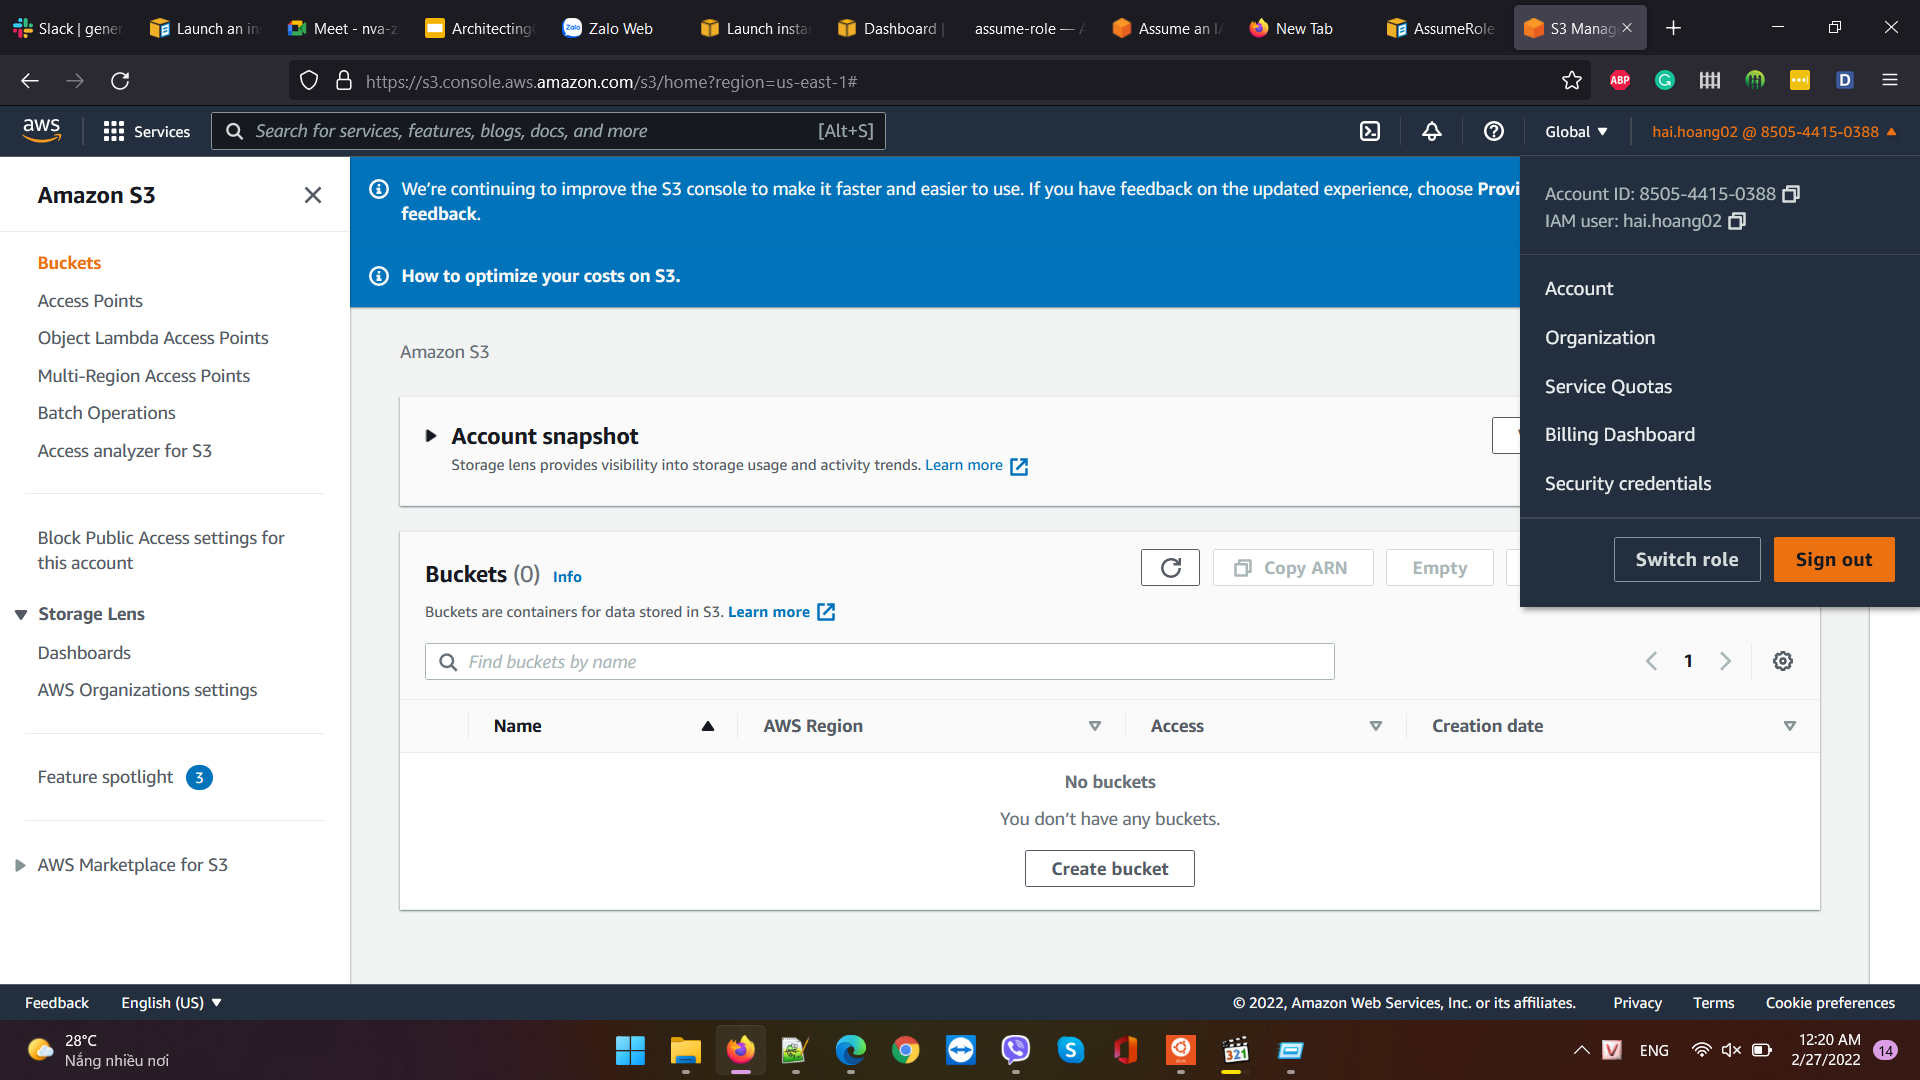 Slack | gener
Launch an in
Meet - nva-z
Architecting
Zalo Web
Launch insta
Dashboard |
assume-role — A
Assume an IA
New Tab
AssumeRole
S3 Manag
https://s3.console.aws.amazon.com/s3/home?region=us-east-1#
ABP
D
aws
Services
Search for services, features, blogs, docs, and more
[Alt+S]
Global
hai.hoang02 @ 8505-4415-0388
Amazon S3
Buckets
Access Points
Object Lambda Access Points
Multi-Region Access Points
Batch Operations
Access analyzer for S3
Block Public Access settings for
this account
Storage Lens
Dashboards
AWS Organizations settings
Feature spotlight 3
AWS Marketplace for S3
We're continuing to improve the S3 console to make it faster and easier to use. If you have feedback on the updated experience, choose Provi
feedback.
How to optimize your costs on S3.
Amazon S3
Account snapshot
Storage lens provides visibility into storage usage and activity trends. Learn more
Buckets (0) Info
Copy ARN
Empty
Buckets are containers for data stored in S3. Learn more
Find buckets by name
1
Name
AWS Region
Access
Creation date
No buckets
You don't have any buckets.
Create bucket
Account ID: 8505-4415-0388
IAM user: hai.hoang02
Account
Organization
Service Quotas
Billing Dashboard
Security credentials
Switch role
Sign out
Feedback
English (US)
© 2022, Amazon Web Services, Inc. or its affiliates.
Privacy
Terms
Cookie preferences
28°C
Nắng nhiều nơi
321
V
ENG
12:20 AM
2/27/2022
14